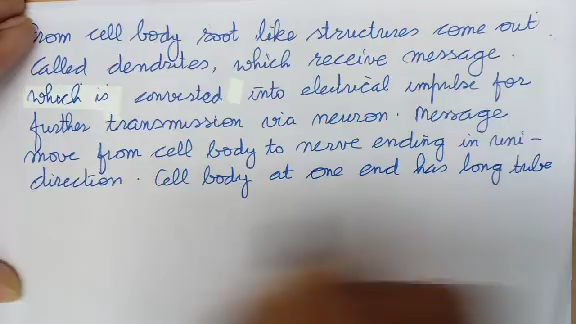 From cell body root like structures come out.
Called dendrites, which receive message.
which is converted into electrical impulse for
further transmission via neuron. Message
move from cell body to nerve ending in uni-
direction. Cell body at one end has long tube